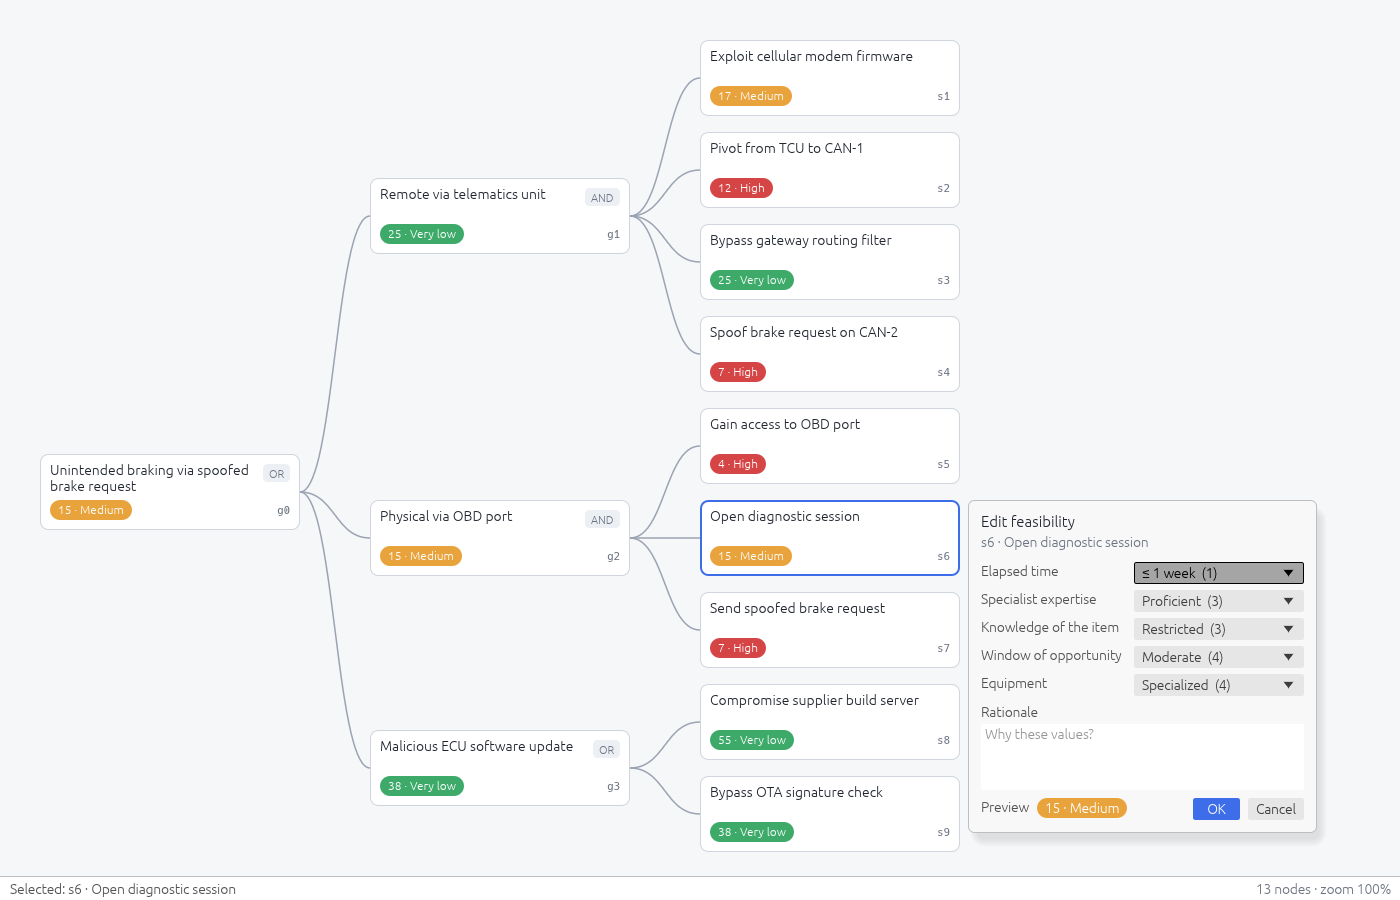 Exploit cellular modem firmware
17 · Medium
s1
Pivot from TCU to CAN-1
12 · High
s2
Remote via telematics unit
AND
25 · Very low
g1
Bypass gateway routing filter
25 · Very low
s3
Spoof brake request on CAN-2
7 · High
s4
Gain access to OBD port
4 · High
s5
Unintended braking via spoofed
brake request
OR
15 · Medium
g0
Physical via OBD port
AND
15 · Medium
g2
Open diagnostic session
15 · Medium
s6
Send spoofed brake request
7 · High
s7
Malicious ECU software update
OR
38 · Very low
g3
Compromise supplier build server
55 · Very low
s8
Bypass OTA signature check
38 · Very low
s9
Edit feasibility
s6 · Open diagnostic session
Elapsed time
≤ 1 week (1)
Specialist expertise
Proficient (3)
Knowledge of the item
Restricted (3)
Window of opportunity
Moderate (4)
Equipment
Specialized (4)
Rationale
Why these values?
Preview
15 · Medium
OK
Cancel
Selected: s6 · Open diagnostic session
13 nodes · zoom 100%